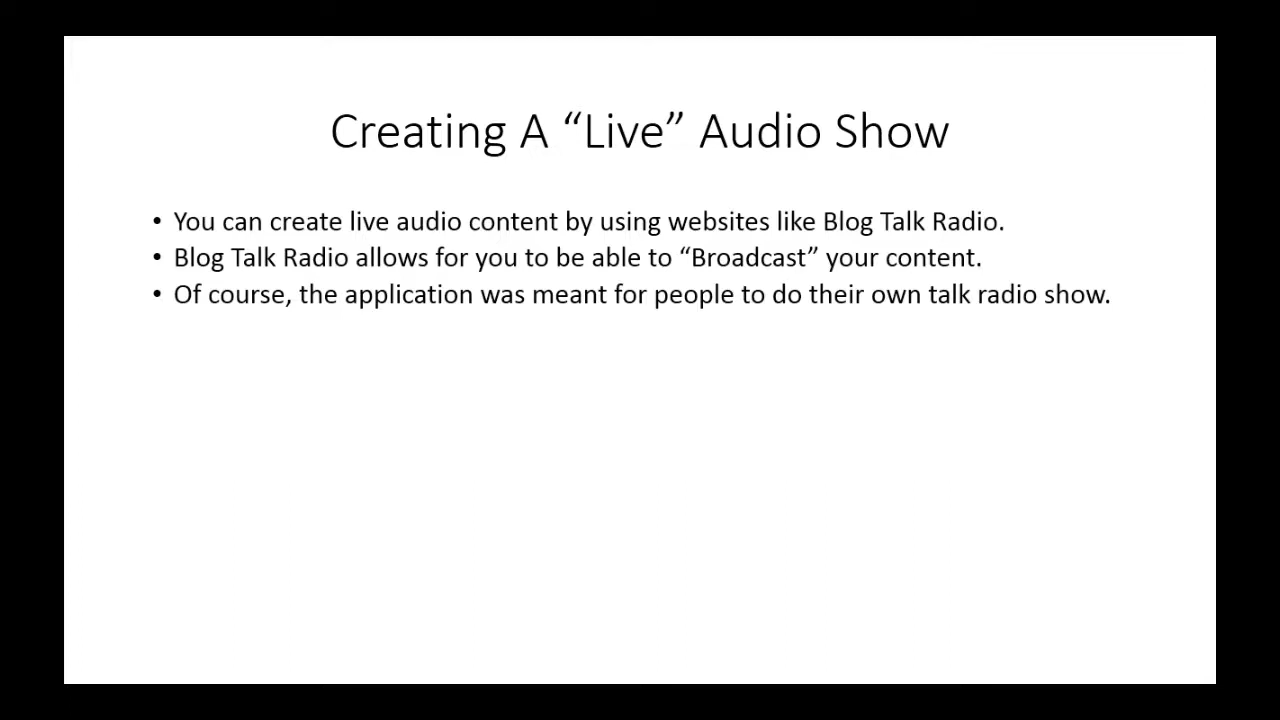 Creating A “Live” Audio Show
• You can create live audio content by using websites like Blog Talk Radio.
• Blog Talk Radio allows for you to be able to “Broadcast” your content.
• Of course, the application was meant for people to do their own talk radio show.